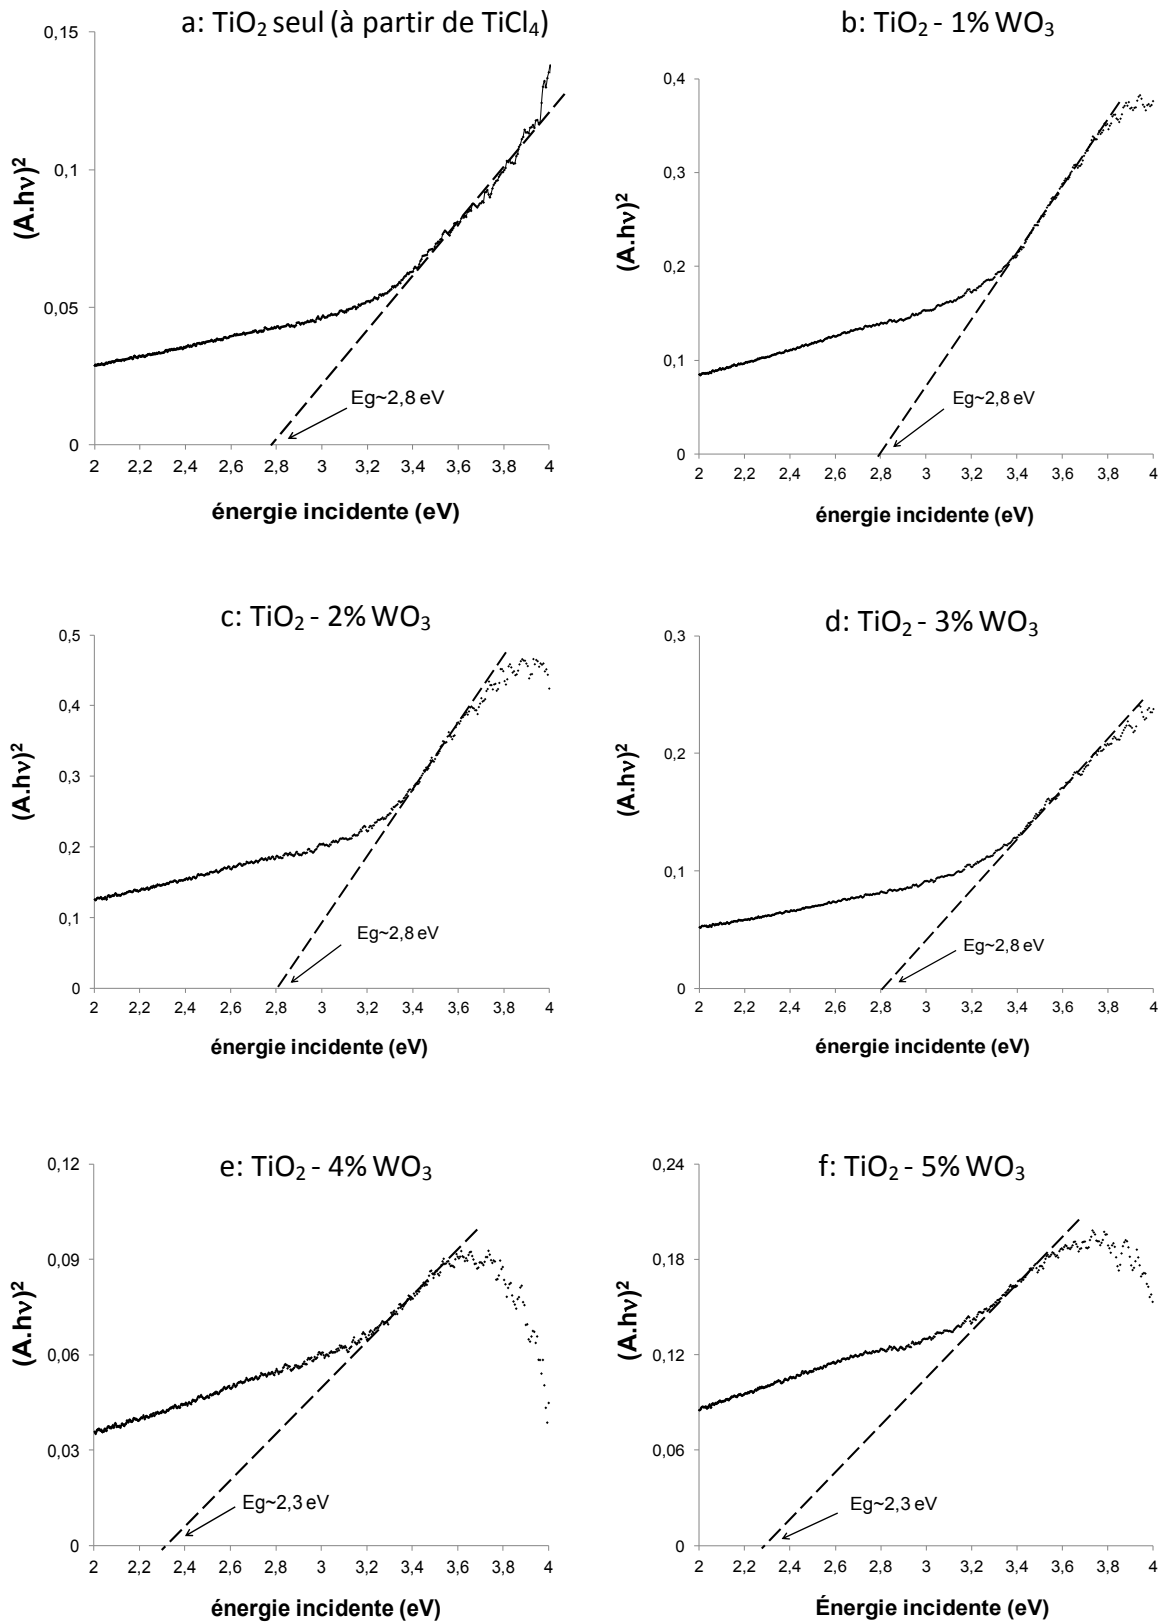 a: TiO2 seul (à partir de TiCl4)
0,15
0,1
0,05
0
(A.hν)²
Eg~2,8 eV
2 2,2 2,4 2,6 2,8 3 3,2 3,4 3,6 3,8 4
énergie incidente (eV)
b: TiO2 - 1% WO3
0,4
0,3
0,2
0,1
0
(A.hν)²
Eg~2,8 eV
2 2,2 2,4 2,6 2,8 3 3,2 3,4 3,6 3,8 4
énergie incidente (eV)
c: TiO2 - 2% WO3
0,5
0,4
0,3
0,2
0,1
0
(A.hν)²
Eg~2,8 eV
2 2,2 2,4 2,6 2,8 3 3,2 3,4 3,6 3,8 4
énergie incidente (eV)
d: TiO2 - 3% WO3
0,3
0,2
0,1
0
(A.hν)²
Eg~2,8 eV
2 2,2 2,4 2,6 2,8 3 3,2 3,4 3,6 3,8 4
énergie incidente (eV)
e: TiO2 - 4% WO3
0,12
0,09
0,06
0,03
0
(A.hν)²
Eg~2,3 eV
2 2,2 2,4 2,6 2,8 3 3,2 3,4 3,6 3,8 4
énergie incidente (eV)
f: TiO2 - 5% WO3
0,24
0,18
0,12
0,06
0
(A.hν)²
Eg~2,3 eV
2 2,2 2,4 2,6 2,8 3 3,2 3,4 3,6 3,8 4
Énergie incidente (eV)